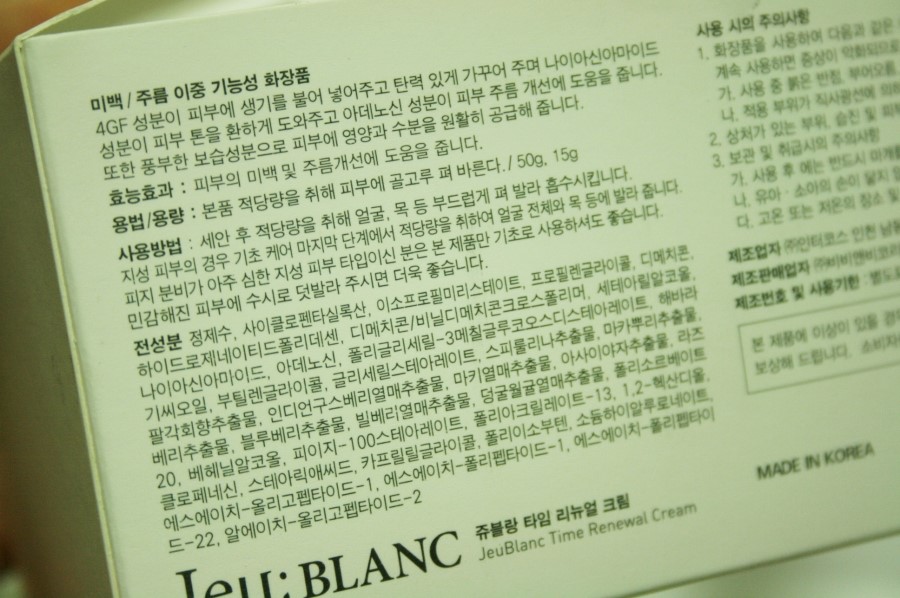 미백/주름 이중 기능성 화장품
4GF 성분이 피부에 생기를 불어 넣어주고 탄력 있게 가꾸어 주며 나이아신아마이드
성분이 피부 톤을 환하게 도와주고 아데노신 성분이 피부 주름 개선에 도움을 줍니다.
또한 풍부한 보습성분으로 피부에 영양과 수분을 원활히 공급해 줍니다.
효능효과 : 피부의 미백 및 주름개선에 도움을 줍니다.
용법/용량 : 본품 적당량을 취해 피부에 골고루 펴 바른다./ 50g, 15g
사용방법 : 세안 후 적당량을 취해 얼굴, 목 등 부드럽게 펴 발라 흡수시킵니다.
지성 피부의 경우 기초 케어 마지막 단계에서 적당량을 취하여 얼굴 전체와 목 등에 발라 줍니다.
피지 분비가 아주 심한 지성 피부 타입이신 분은 본 제품만 기초로 사용하셔도 좋습니다.
민감해진 피부에 수시로 덧발라 주시면 더욱 좋습니다.
전성분 정제수, 사이클로펜타실록산, 이소프로필미리스테이트, 프로필렌글라이콜, 디메치콘,
하이드로제네이티드폴리데센, 디메치콘/비닐디메치콘크로스폴리머, 세테아릴알코올,
나이아신아마이드, 아데노신, 폴리글리세릴-3메칠글루코오스디스테아레이트, 해바라
기씨오일, 부틸렌글라이콜, 글리세릴스테아레이트, 스피룰리나추출물, 마카뿌리추출물,
팔각회향추출물, 인디언구스베리열매추출물, 마키열매추출물, 아사이야자추출물, 라즈
베리추출물, 블루베리추출물, 빌베리열매추출물, 덩굴월귤열매추출물, 폴리소르베이트
20, 베헤닐알코올, 피이지-100스테아레이트, 폴리아크릴레이트-13, 1,2-헥산디올,
클로페네신, 스테아릭애씨드, 카프릴릴글라이콜, 폴리이소부텐, 소듐하이알루로네이트,
에스에이치-올리고펩타이드-1, 에스에이치-폴리펩타이드-1, 에스에이치-폴리펩타이
드-22, 알에이치-올리고펩타이드-2
Jeu:BLANC
쥬블랑 타임 리뉴얼 크림
JeuBlanc Time Renewal Cream
사용 시의 주의사항
1. 화장품을 사용하여 다음과 같은
계속 사용하면 증상이 악화되므로
가. 사용 중 붉은 반점, 부어오름,
나. 적용 부위가 직사광선에 의해
2. 상처가 있는 부위, 습진 및 피부
3. 보관 및 취급시의 주의사항
가. 사용 후 에는 반드시 마개를
나. 유아·소아의 손이 닿지 않
다. 고온 또는 저온의 장소 및
제조업자 ㈜인터코스 인천
제조판매업자
제조번호 및 사용기한 : 별도
본 제품에 이상이 있을 경우
보상해 드립니다. 소비자
MADE IN KOREA